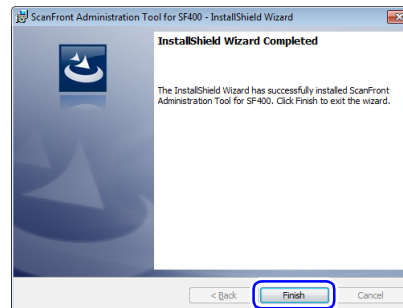 ScanFront Administration Tool for SF400 - InstallShield Wizard
InstallShield Wizard Completed
The InstallShield Wizard has successfully installed ScanFront
Administration Tool for SF400. Click Finish to exit the wizard.
< Back
Finish
Cancel